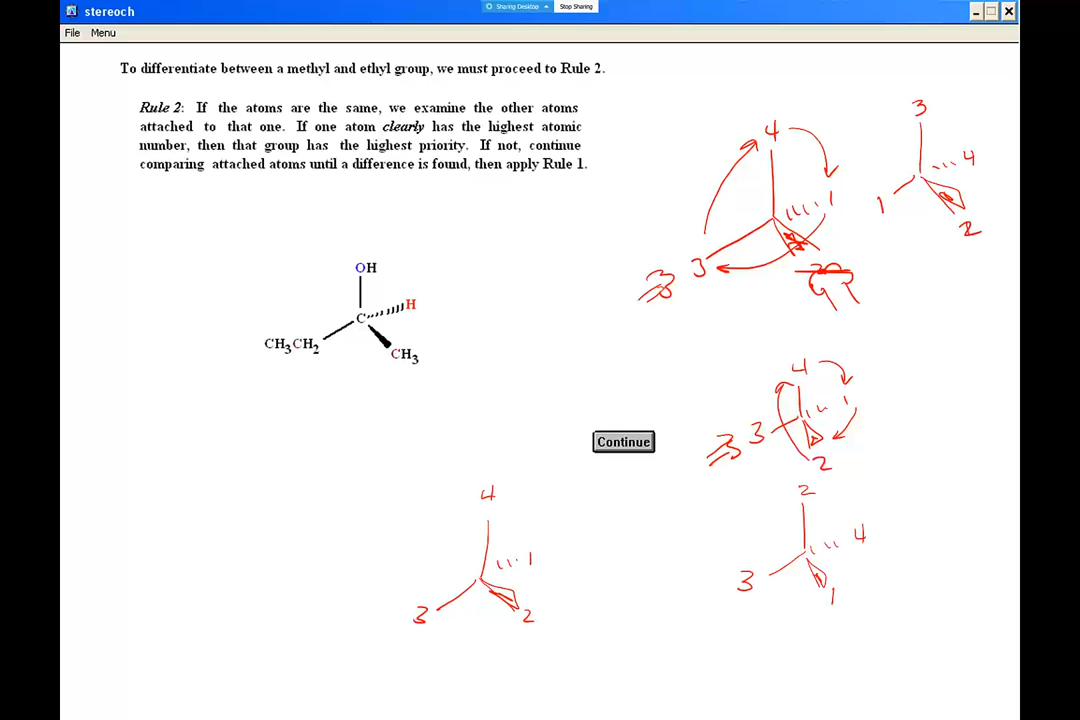 Sharing Desktop Stop Sharing
stereoch
File Menu
To differentiate between a methyl and ethyl group, we must proceed to Rule 2.
Rule 2: If the atoms are the same, we examine the other atoms
attached to that one. If one atom clearly has the highest atomic
number, then that group has the highest priority. If not, continue
comparing attached atoms until a difference is found, then apply Rule 1.
OH
C H
CH3CH2
CH3
Continue
4
1
3
3
3
4
1
2
4
1
3
3
2
4
1
3
2
2
4
3
1